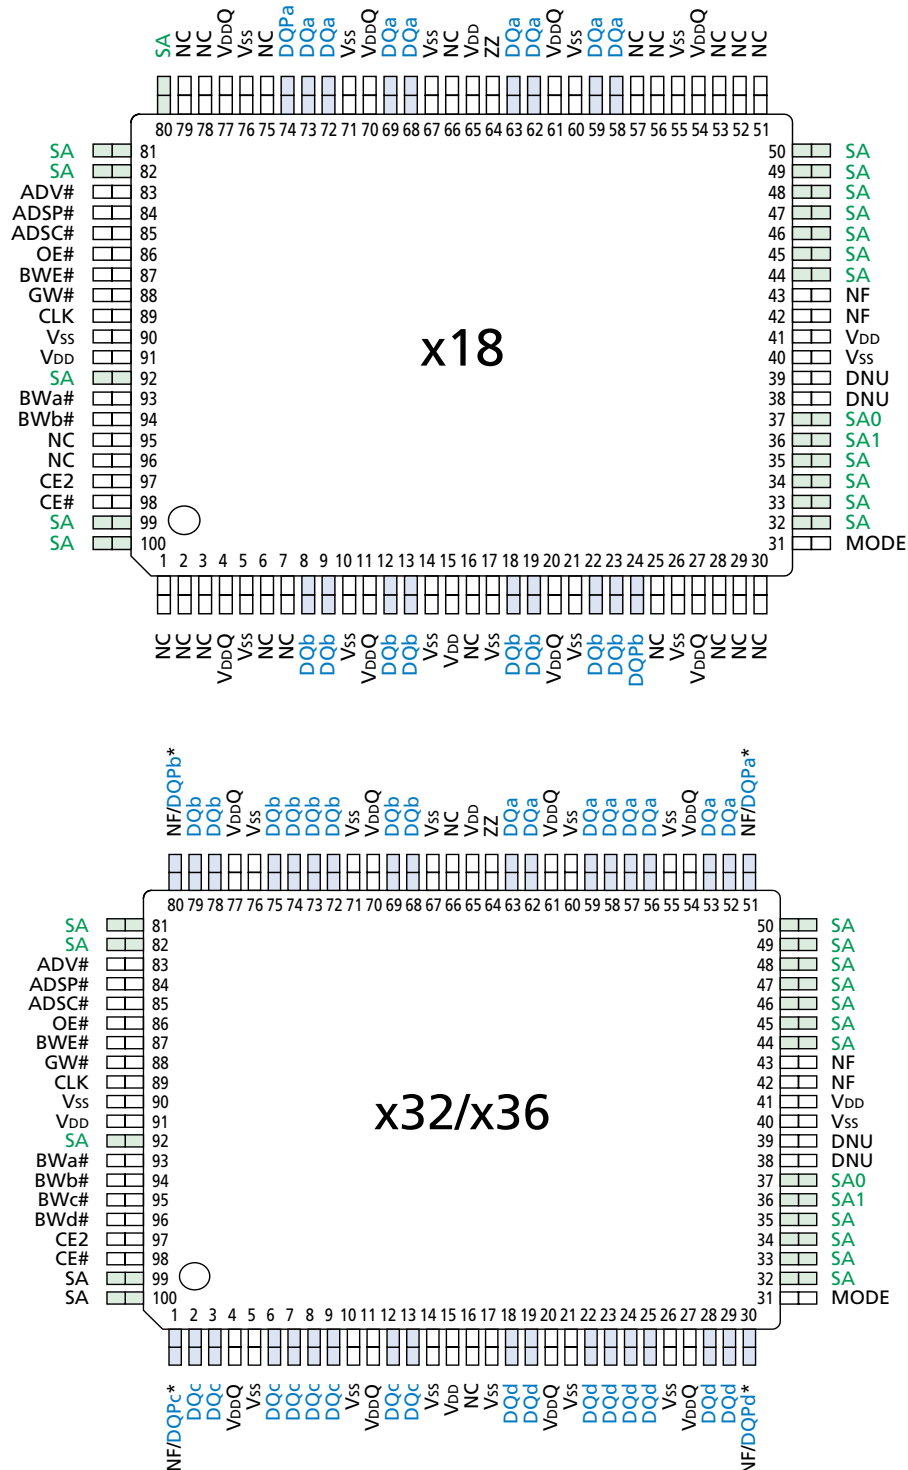 SA NC NC VDDQ Vss NC DQPa DQa DQa Vss VDDQ DQa DQa Vss NC VDD ZZ DQa DQa VDDQ Vss DQa DQa NC NC Vss VDDQ NC NC NC
80 79 78 77 76 75 74 73 72 71 70 69 68 67 66 65 64 63 62 61 60 59 58 57 56 55 54 53 52 51
SA 81 50 SA
SA 82 49 SA
ADV# 83 48 SA
ADSP# 84 47 SA
ADSC# 85 46 SA
OE# 86 45 SA
BWE# 87 44 SA
GW# 88 43 NF
CLK 89 42 NF
Vss 90 41 VDD
VDD 91 40 Vss
x18
SA 92 39 DNU
BWa# 93 38 DNU
BWb# 94 37 SA0
NC 95 36 SA1
NC 96 35 SA
CE2 97 34 SA
CE# 98 33 SA
SA 99 32 SA
SA 100 31 MODE
1 2 3 4 5 6 7 8 9 10 11 12 13 14 15 16 17 18 19 20 21 22 23 24 25 26 27 28 29 30
NC NC NC VDDQ Vss NC NC DQb DQb Vss VDDQ DQb DQb Vss VDD NC Vss DQb DQb VDDQ Vss DQb DQb DQPb NC Vss VDDQ NC NC NC
NF/DQPb* DQb DQb VDDQ Vss DQb DQb DQb DQb Vss VDDQ DQb DQb Vss NC VDD ZZ DQa DQa VDDQ Vss DQa DQa DQa DQa Vss VDDQ DQa DQa NF/DQPa*
80 79 78 77 76 75 74 73 72 71 70 69 68 67 66 65 64 63 62 61 60 59 58 57 56 55 54 53 52 51
SA 81 50 SA
SA 82 49 SA
ADV# 83 48 SA
ADSP# 84 47 SA
ADSC# 85 46 SA
OE# 86 45 SA
BWE# 87 44 SA
GW# 88 43 NF
CLK 89 42 NF
Vss 90 41 VDD
VDD 91 40 Vss
x32/x36
SA 92 39 DNU
BWa# 93 38 DNU
BWb# 94 37 SA0
BWc# 95 36 SA1
BWd# 96 35 SA
CE2 97 34 SA
CE# 98 33 SA
SA 99 32 SA
SA 100 31 MODE
1 2 3 4 5 6 7 8 9 10 11 12 13 14 15 16 17 18 19 20 21 22 23 24 25 26 27 28 29 30
NF/DQPc* DQc DQc VDDQ Vss DQc DQc DQc DQc Vss VDDQ DQc DQc Vss VDD NC Vss DQd DQd VDDQ Vss DQd DQd DQd DQd Vss VDDQ DQd DQd NF/DQPd*